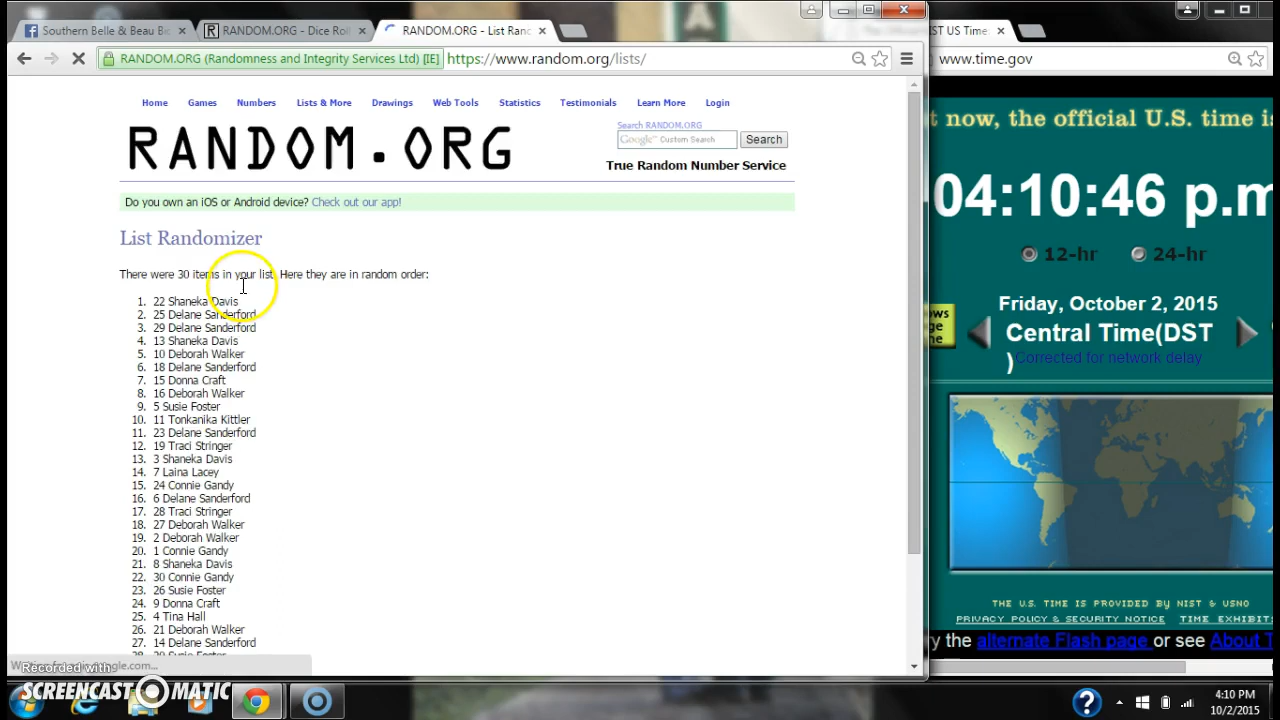 Southern Belle & Beau Bi
RANDOM.ORG - Dice Roll
RANDOM.ORG - List Ranc
ST US Time
RANDOM.ORG (Randomness and Integrity Services Ltd) [IE]
https://www.random.org/lists/
www.time.gov
Home Games Numbers Lists & More Drawings Web Tools Statistics Testimonials Learn More Login
RANDOM.ORG
Search RANDOM.ORG
Google™ Custom Search
Search
True Random Number Service
Do you own an iOS or Android device? Check out our app!
List Randomizer
There were 30 items in your list. Here they are in random order:
1. 22 Shaneka Davis
2. 25 Delane Sanderford
3. 29 Delane Sanderford
4. 13 Shaneka Davis
5. 10 Deborah Walker
6. 18 Delane Sanderford
7. 15 Donna Craft
8. 16 Deborah Walker
9. 5 Susie Foster
10. 11 Tonkanika Kittler
11. 23 Delane Sanderford
12. 19 Traci Stringer
13. 3 Shaneka Davis
14. 7 Laina Lacey
15. 24 Connie Gandy
16. 6 Delane Sanderford
17. 28 Traci Stringer
18. 27 Deborah Walker
19. 2 Deborah Walker
20. 1 Connie Gandy
21. 8 Shaneka Davis
22. 30 Connie Gandy
23. 26 Susie Foster
24. 9 Donna Craft
25. 4 Tina Hall
26. 21 Deborah Walker
27. 14 Delane Sanderford
t now, the official U.S. time is
04:10:46 p.m
12-hr 24-hr
Friday, October 2, 2015
Central Time(DST
)
Corrected for network delay
THE U.S. TIME IS PROVIDED BY NIST & USNO
PRIVACY POLICY & SECURITY NOTICE TIME EXHIBIT
ry the alternate Flash page or see About T
Recorded with
SCREENCAST MATIC
4:10 PM
10/2/2015